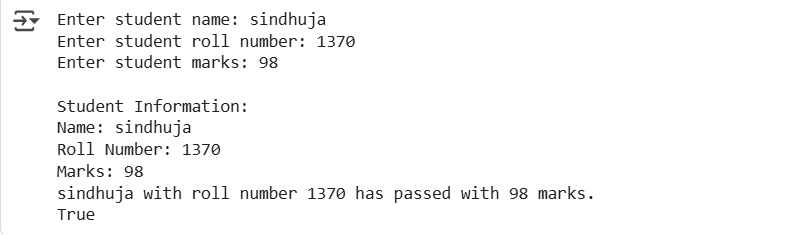 Enter student name: sindhuja
Enter student roll number: 1370
Enter student marks: 98

Student Information:
Name: sindhuja
Roll Number: 1370
Marks: 98
sindhuja with roll number 1370 has passed with 98 marks.
True